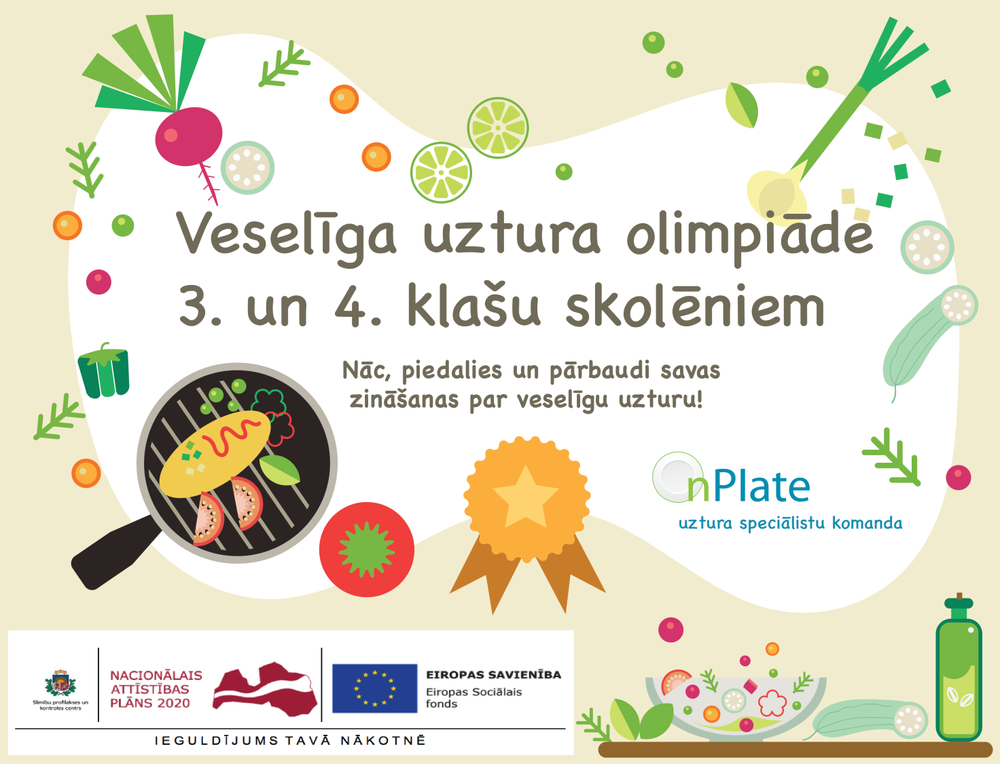 Veselīga uztura olimpiāde
3. un 4. klašu skolēniem
Nāc, piedalies un pārbaudi savas
zināšanas par veselīgu uzturu!
OnPlate
uztura speciālistu komanda
Slimību profilakses un
kontroles centrs
NACIONĀLAIS
ATTĪSTĪBAS
PLĀNS 2020
EIROPAS SAVIENĪBA
Eiropas Sociālais
fonds
IEGULDĪJUMS TAVĀ NĀKOTNĒ